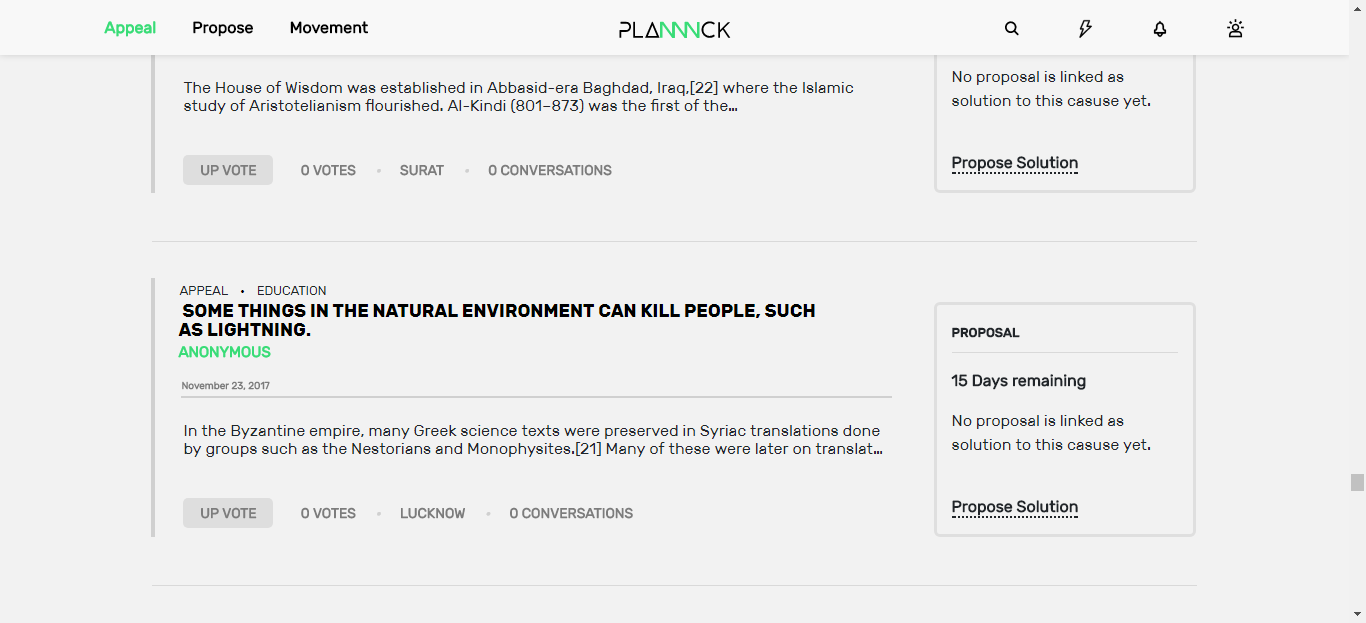 Appeal Propose Movement PLANNNCK
The House of Wisdom was established in Abbasid-era Baghdad, Iraq,[22] where the Islamic
study of Aristotelianism flourished. Al-Kindi (801–873) was the first of the...
UP VOTE 0 VOTES • SURAT • 0 CONVERSATIONS
No proposal is linked as
solution to this casuse yet.
Propose Solution
APPEAL • EDUCATION
SOME THINGS IN THE NATURAL ENVIRONMENT CAN KILL PEOPLE, SUCH
AS LIGHTNING.
ANONYMOUS
November 23, 2017
In the Byzantine empire, many Greek science texts were preserved in Syriac translations done
by groups such as the Nestorians and Monophysites.[21] Many of these were later on translat...
UP VOTE 0 VOTES • LUCKNOW • 0 CONVERSATIONS
PROPOSAL
15 Days remaining
No proposal is linked as
solution to this casuse yet.
Propose Solution